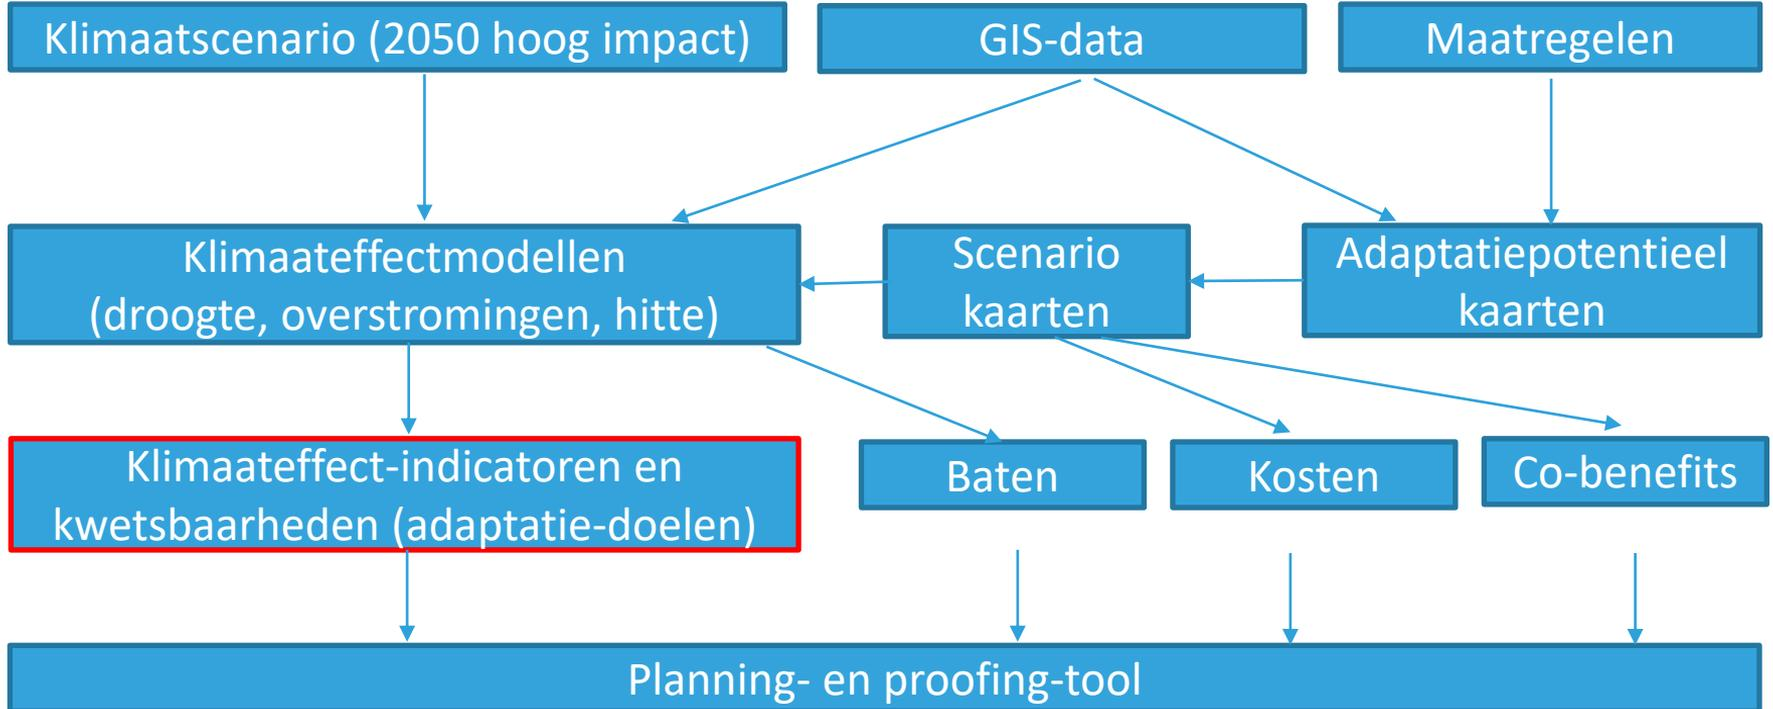 Klimaatscenario (2050 hoog impact)
GIS-data
Maatregelen
Klimaateffectmodellen
(droogte, overstromingen, hitte)
Scenario
kaarten
Adaptatiepotentieel
kaarten
Klimaateffect-indicatoren en
kwetsbaarheden (adaptatie-doelen)
Baten
Kosten
Co-benefits
Planning- en proofing-tool